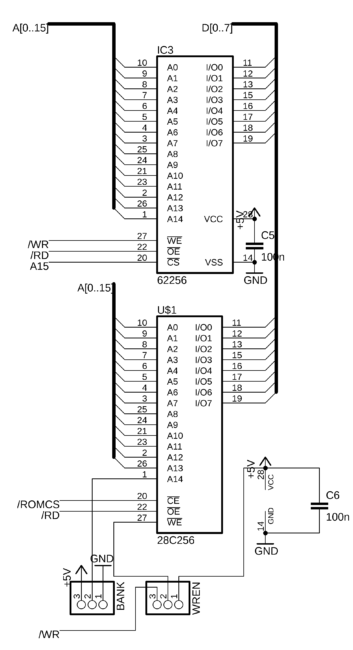 A[0..15] D[0..7]
IC3
10 A0 I/O0 11
9 A1 I/O1 12
8 A2 I/O2 13
7 A3 I/O3 15
6 A4 I/O4 16
5 A5 I/O5 17
4 A6 I/O6 18
3 A7 I/O7 19
25 A8
24 A9
21 A10
23 A11
2 A12
26 A13
1 A14 VCC 28 +5V
/WR 27 WE C5
/RD 22 OE 100n
A15 20 CS VSS 14
62256 GND
A[0..15]
U$1
10 A0 I/O0 11
9 A1 I/O1 12
8 A2 I/O2 13
7 A3 I/O3 15
6 A4 I/O4 16
5 A5 I/O5 17
4 A6 I/O6 18
3 A7 I/O7 19
25 A8
24 A9
21 A10
23 A11
2 A12
26 A13
1 A14
+5V 28 VCC
/ROMCS 20 CE C6
/RD 22 OE 100n
27 WE 14 GND
28C256 GND
GND
+5V
3 2 1 BANK 3 2 1 WREN
/WR